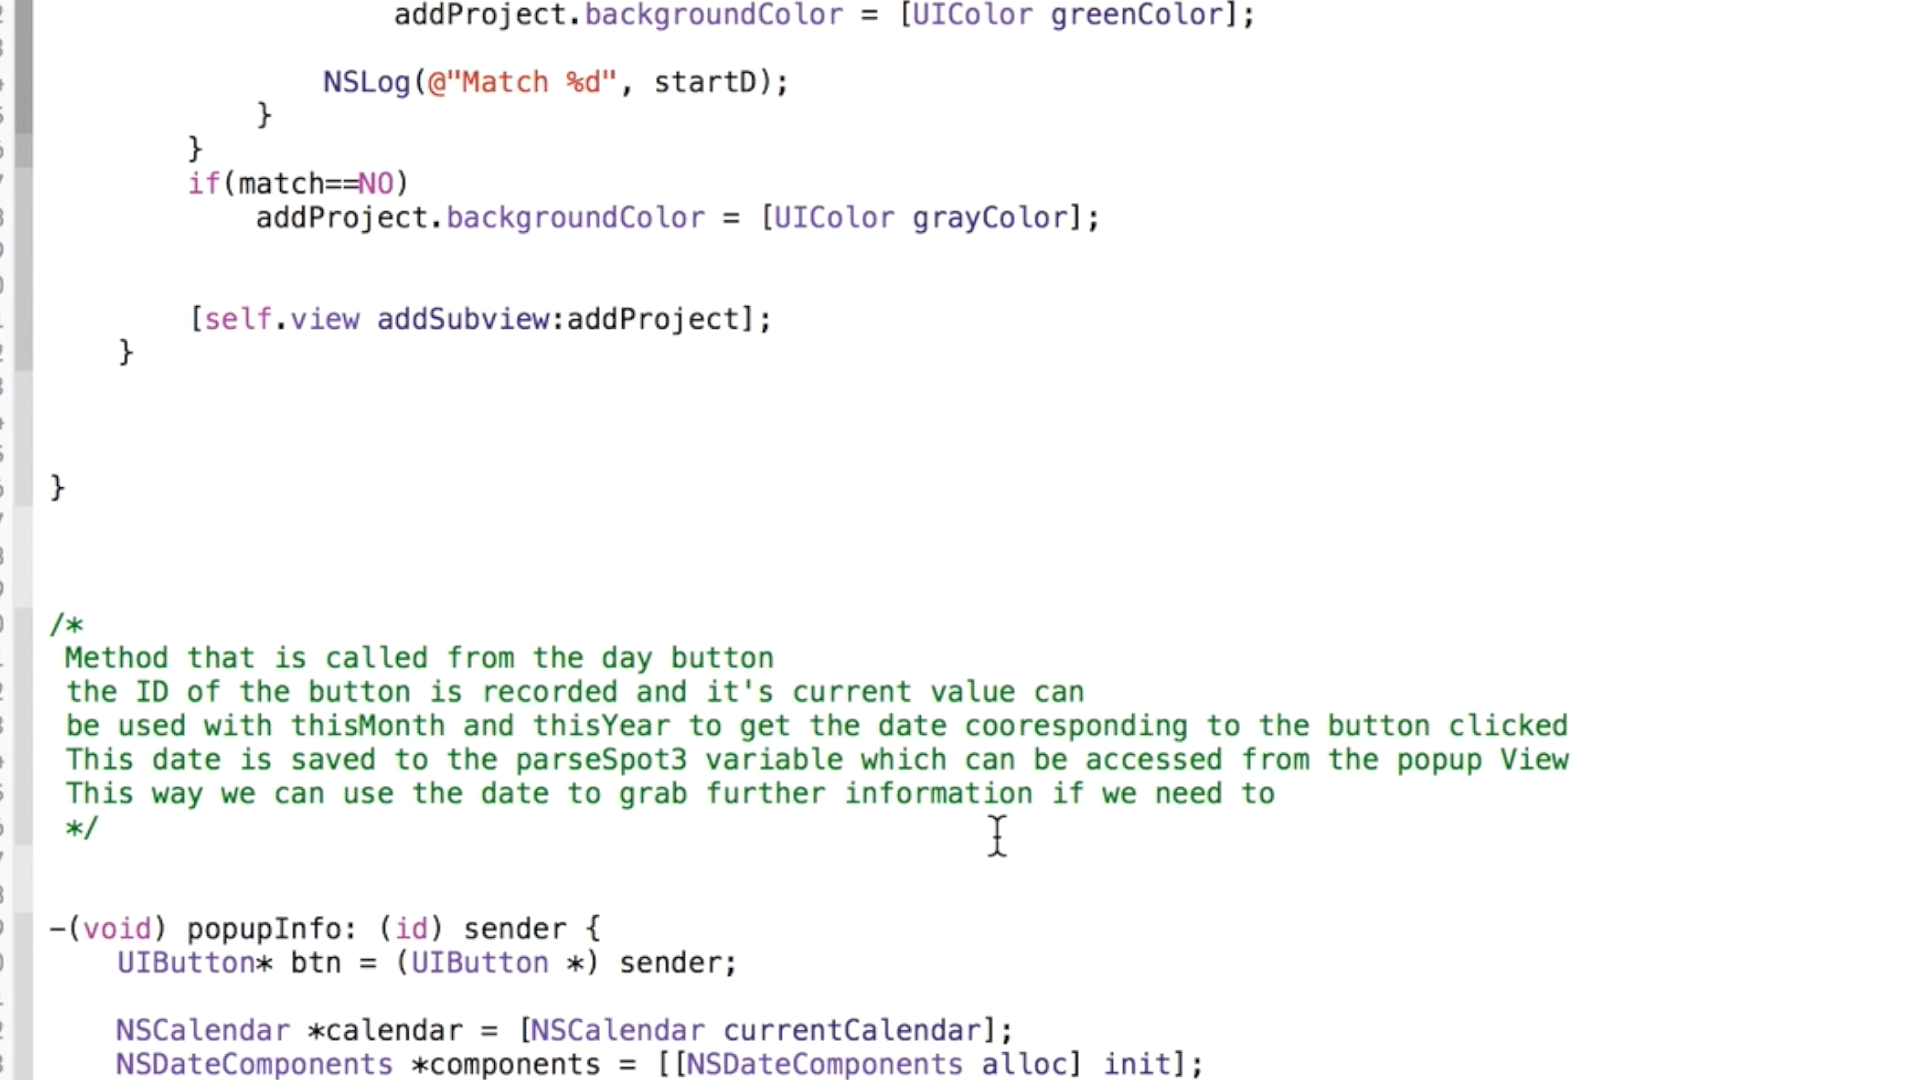 addProject.backgroundColor = [UIColor greenColor];
NSLog(@"Match %d", startD);
}
}
if(match==NO)
addProject.backgroundColor = [UIColor grayColor];
[self.view addSubview:addProject];
}
}
/*
Method that is called from the day button
the ID of the button is recorded and it's current value can
be used with thisMonth and thisYear to get the date cooresponding to the button clicked
This date is saved to the parseSpot3 variable which can be accessed from the popup View
This way we can use the date to grab further information if we need to
*/
-(void) popupInfo: (id) sender {
UIButton* btn = (UIButton *) sender;
NSCalendar *calendar = [NSCalendar currentCalendar];
NSDateComponents *components = [[NSDateComponents alloc] init];